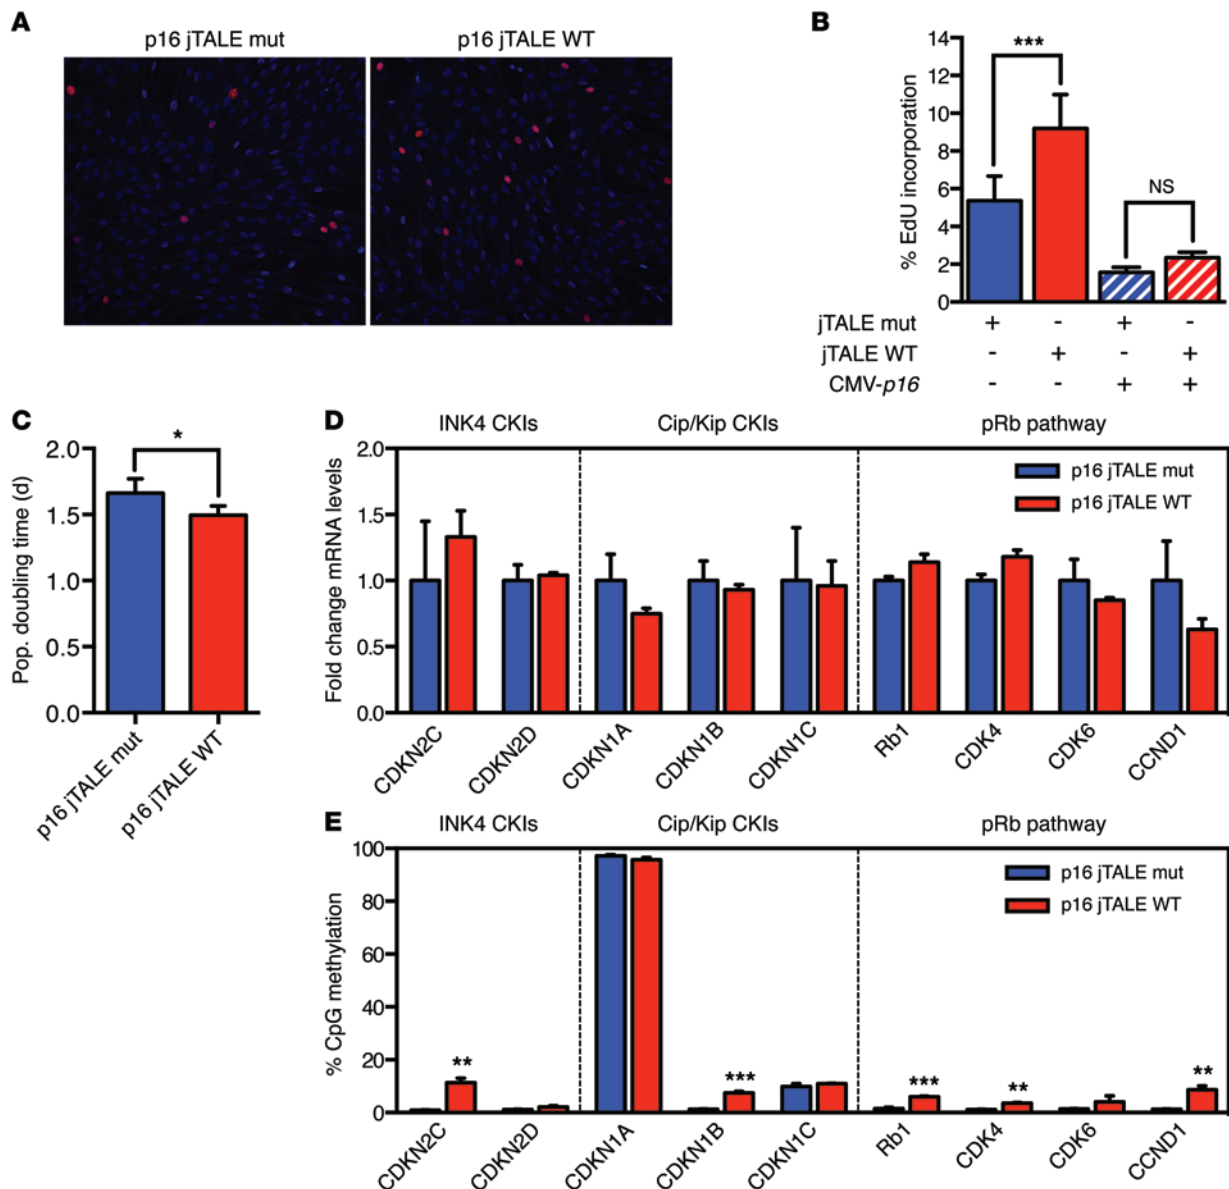 A
p16 jTALE mut
p16 jTALE WT
B
% EdU incorporation
14
12
10
8
6
4
2
0
***
NS
jTALE mut + - + -
jTALE WT - + - +
CMV-p16 - - + +
C
Pop. doubling time (d)
2.0
1.5
1.0
0.5
0.0
*
p16 jTALE mut
p16 jTALE WT
D
INK4 CKIs
Cip/Kip CKIs
pRb pathway
Fold change mRNA levels
2.0
1.5
1.0
0.5
0.0
p16 jTALE mut
p16 jTALE WT
CDKN2C
CDKN2D
CDKN1A
CDKN1B
CDKN1C
Rb1
CDK4
CDK6
CCND1
E
INK4 CKIs
Cip/Kip CKIs
pRb pathway
% CpG methylation
100
80
60
40
20
0
p16 jTALE mut
p16 jTALE WT
**
***
***
**
**
CDKN2C
CDKN2D
CDKN1A
CDKN1B
CDKN1C
Rb1
CDK4
CDK6
CCND1